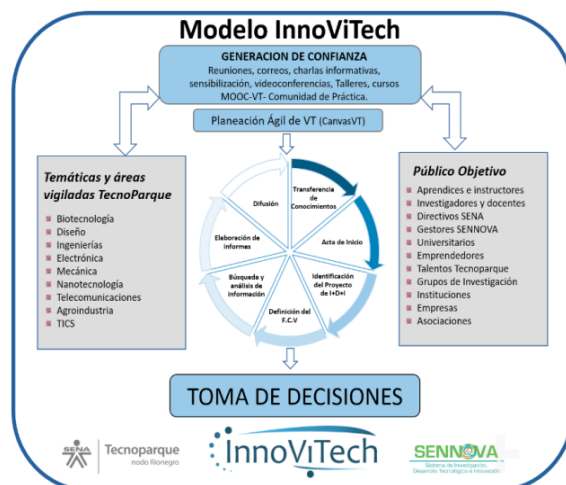 Modelo InnoViTech
GENERACION DE CONFIANZA
Reuniones, correos, charlas informativas,
sensibilización, videoconferencias, Talleres, cursos
MOOC-VT- Comunidad de Práctica.
Planeación Ágil de VT (CanvasVT)
Temáticas y áreas
vigiladas TecnoParque
Biotecnología
Diseño
Ingenierías
Electrónica
Mecánica
Nanotecnología
Telecomunicaciones
Agroindustria
TICS
Transferencia
de
Conocimientos
Acta de Inicio
Identificación
del Proyecto
de I+D+I
Definición del
F.C.V
Búsqueda y
análisis de
información
Elaboración de
informes
Difusión
Público Objetivo
Aprendices e instructores
Investigadores y docentes
Directivos SENA
Gestores SENNOVA
Universitarios
Emprendedores
Talentos Tecnoparque
Grupos de Investigación
Instituciones
Empresas
Asociaciones
TOMA DE DECISIONES
SENA
Tecnoparque
nodo Rionegro
InnoViTech
SENNOVA
Sistema de Investigación,
Desarrollo Tecnológico e Innovación